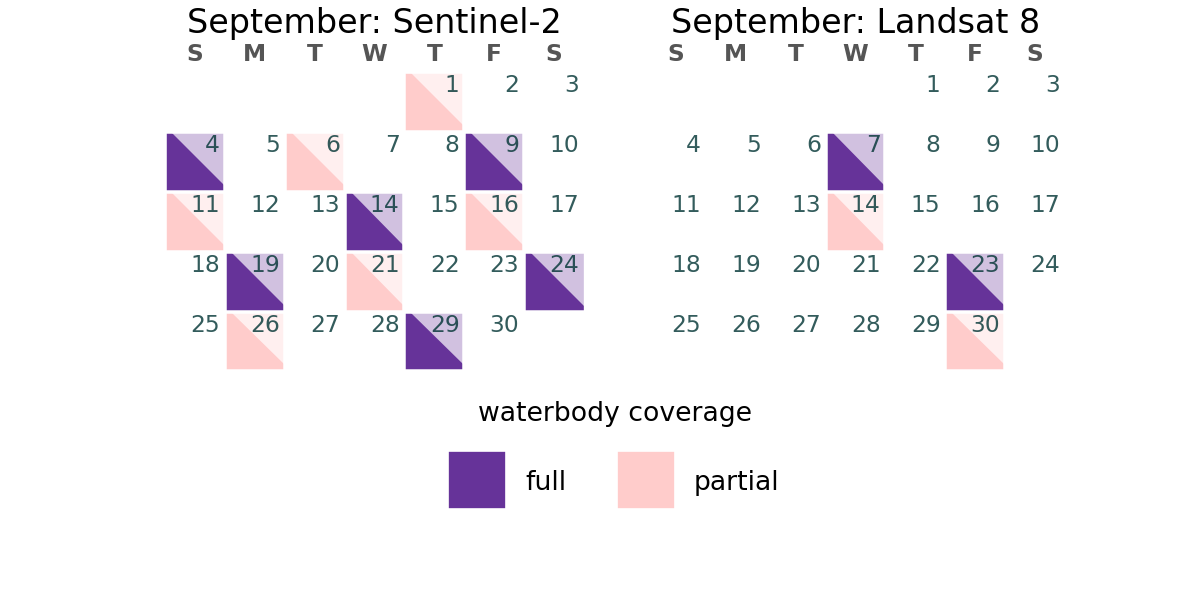 September: Sentinel-2
S M T W T F S
1 2 3
4 5 6 7 8 9 10
11 12 13 14 15 16 17
18 19 20 21 22 23 24
25 26 27 28 29 30
September: Landsat 8
S M T W T F S
1 2 3
4 5 6 7 8 9 10
11 12 13 14 15 16 17
18 19 20 21 22 23 24
25 26 27 28 29 30
waterbody coverage
full partial